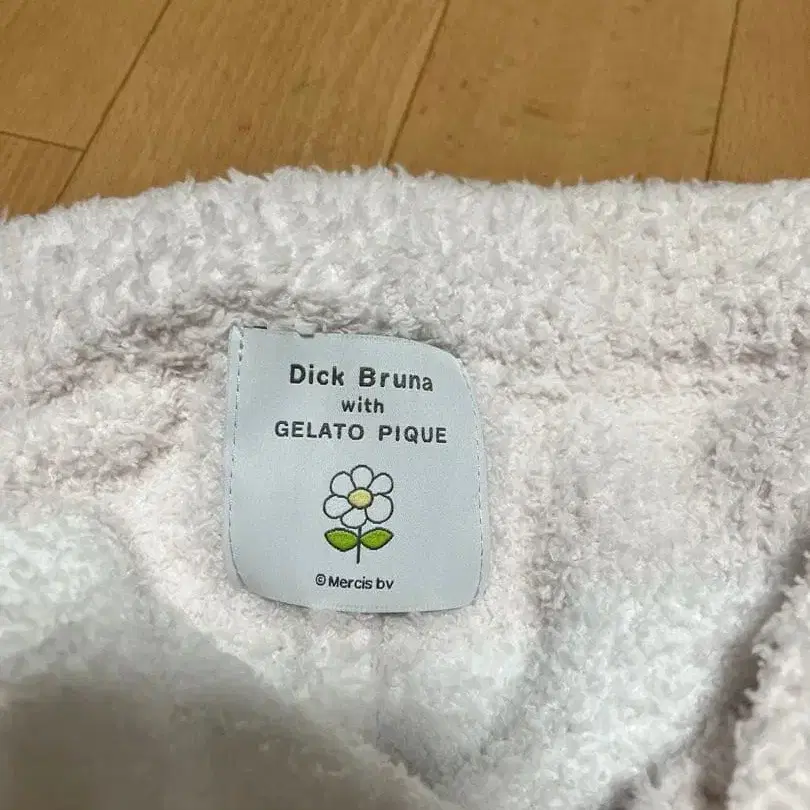 Dick Bruna
with
GELATO PIQUE
©Mercis bv